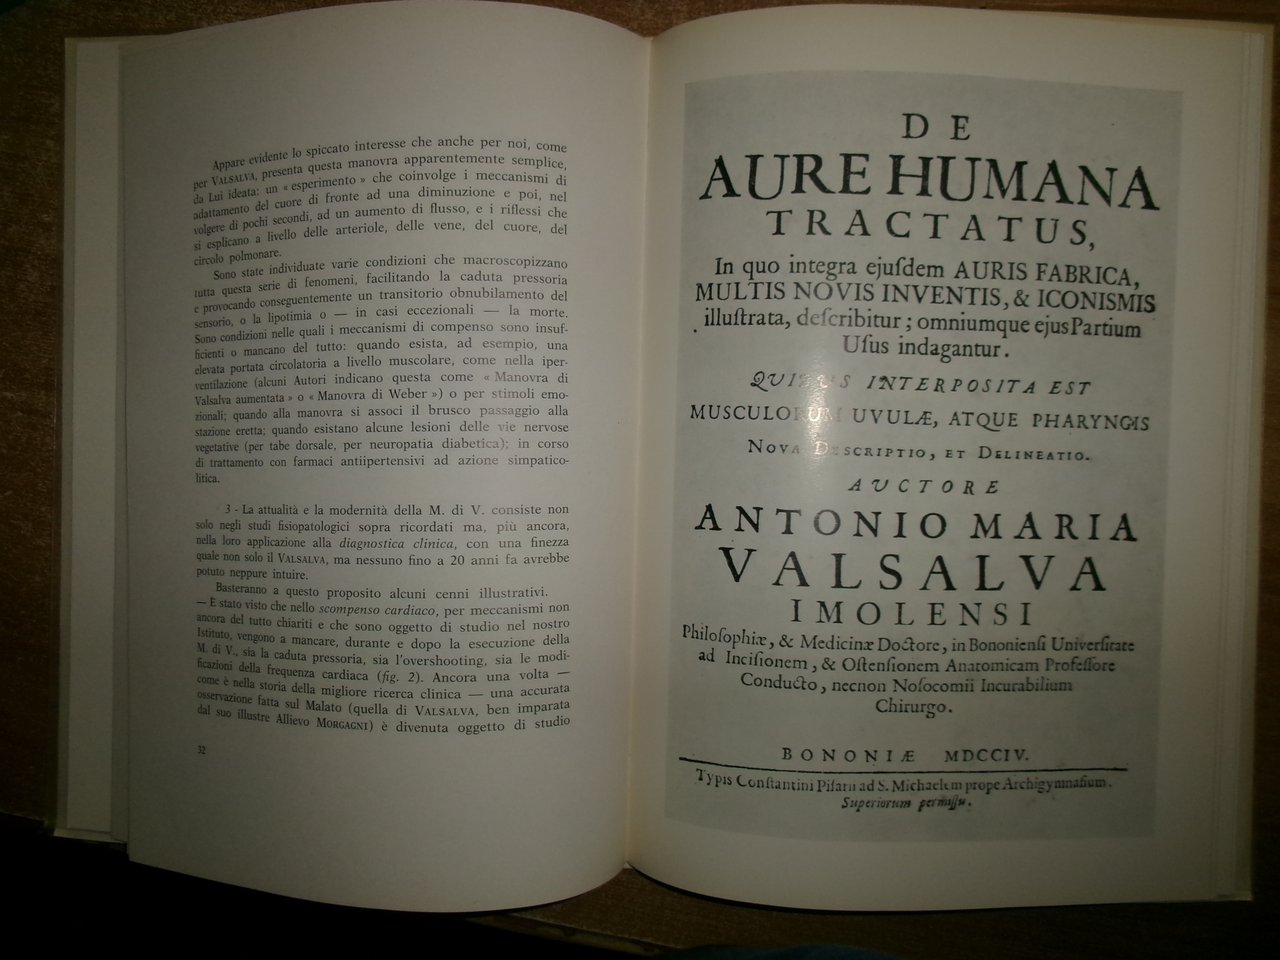 Appare evidente lo spiccato interesse che anche per noi, come
per VALSALVA, presenta questa manovra apparentemente semplice,
da Lui ideata: un « esperimento » che coinvolge i meccanismi di
adattamento del cuore di fronte ad una diminuzione e poi, nel
volgere di pochi secondi, ad un aumento di flusso, e i riflessi che
si esplicano a livello delle arteriole, delle vene, del cuore, del
circolo polmonare.
Sono state individuate varie condizioni che macroscopizzano
tutta questa serie di fenomeni, facilitando la caduta pressoria
e provocando conseguentemente un transitorio obnubilamento del
sensorio, o la lipotimia o — in casi eccezionali — la morte.
Sono condizioni nelle quali i meccanismi di compenso sono insuf-
ficienti o mancano del tutto: quando esista, ad esempio, una
elevata portata circolatoria a livello muscolare, come nella iper-
ventilazione (alcuni Autori indicano questa come « Manovra di
Valsalva aumentata » o « Manovra di Weber ») o per stimoli emo-
zionali; quando alla manovra si associ il brusco passaggio alla
stazione eretta; quando esistano alcune lesioni delle vie nervose
vegetative (per tabe dorsale, per neuropatia diabetica); in corso
di trattamento con farmaci antiipertensivi ad azione simpatico-
litica.
3 - La attualità e la modernità della M. di V. consiste non
solo negli studi fisiopatologici sopra ricordati ma, più ancora,
nella loro applicazione alla diagnostica clinica, con una finezza
quale non solo il VALSALVA, ma nessuno fino a 20 anni fa avrebbe
potuto neppure intuire.
Basteranno a questo proposito alcuni cenni illustrativi.
— È stato visto che nello scompenso cardiaco, per meccanismi non
ancora del tutto chiariti e che sono oggetto di studio nel nostro
Istituto, vengono a mancare, durante e dopo la esecuzione della
M. di V., sia la caduta pressoria, sia l'overshooting, sia le modi-
ficazioni della frequenza cardiaca (fig. 2). Ancora una volta —
come è nella storia della migliore ricerca clinica — una accurata
osservazione fatta sul Malato (quella di VALSALVA, ben imparata
dal suo illustre Allievo MORGAGNI) è divenuta oggetto di studio
32
DE
AURE HUMANA
TRACTATUS,
In quo integra ejuſdem AURIS FABRICA,
MULTIS NOVIS INVENTIS, & ICONISMIS
illuſtrata, deſcribitur ; omniumque ejus Partium
Uſus indagantur.
QUIBUS INTERPOSITA EST
MUSCULORUM UVULÆ, ATQUE PHARYNGIS
NOVA DESCRIPTIO, ET DELINEATIO.
AUCTORE
ANTONIO MARIA
VALSALVA
IMOLENSI
Philoſophiæ, & Medicinæ Doctore, in Bononienſi Univerſitate
ad Inciſionem, & Oſtenſionem Anatomicam Profeſſore
Conducto, necnon Noſocomii Incurabilium
Chirurgo.
BONONIÆ MDCCIV.
Typis Conſtantini Piſarii ad S. Michaelem prope Archigymnaſium.
Superiorum permiſſu.